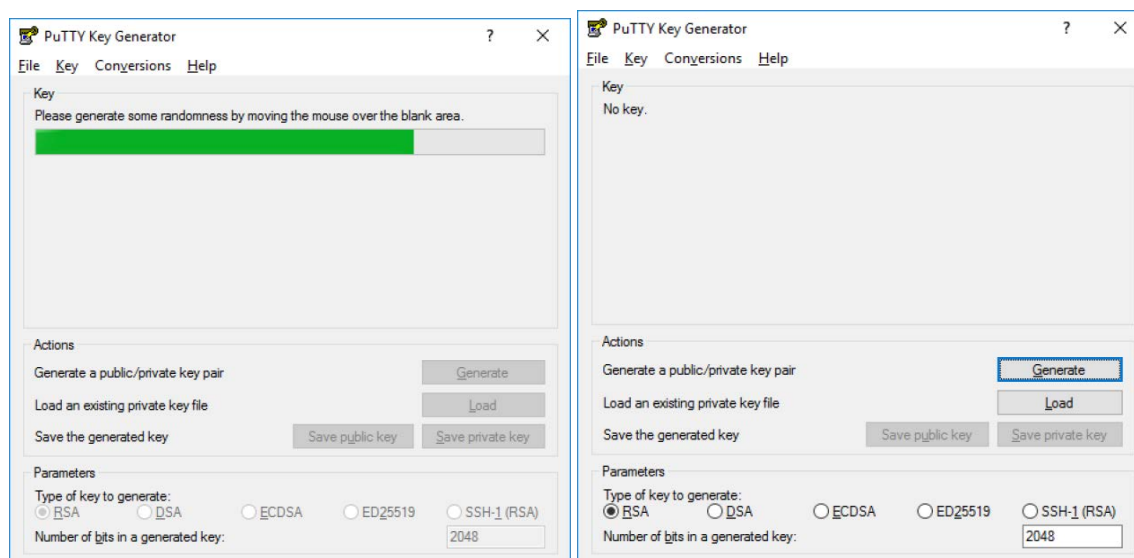 PuTTY Key Generator ?
File Key Conversions Help
Key
Please generate some randomness by moving the mouse over the blank area.
Actions
Generate a public/private key pair Generate
Load an existing private key file Load
Save the generated key Save public key Save private key
Parameters
Type of key to generate:
RSA DSA ECDSA ED25519 SSH-1 (RSA)
Number of bits in a generated key: 2048
PuTTY Key Generator ?
File Key Conversions Help
Key
No key.
Actions
Generate a public/private key pair Generate
Load an existing private key file Load
Save the generated key Save public key Save private key
Parameters
Type of key to generate:
RSA DSA ECDSA ED25519 SSH-1 (RSA)
Number of bits in a generated key: 2048